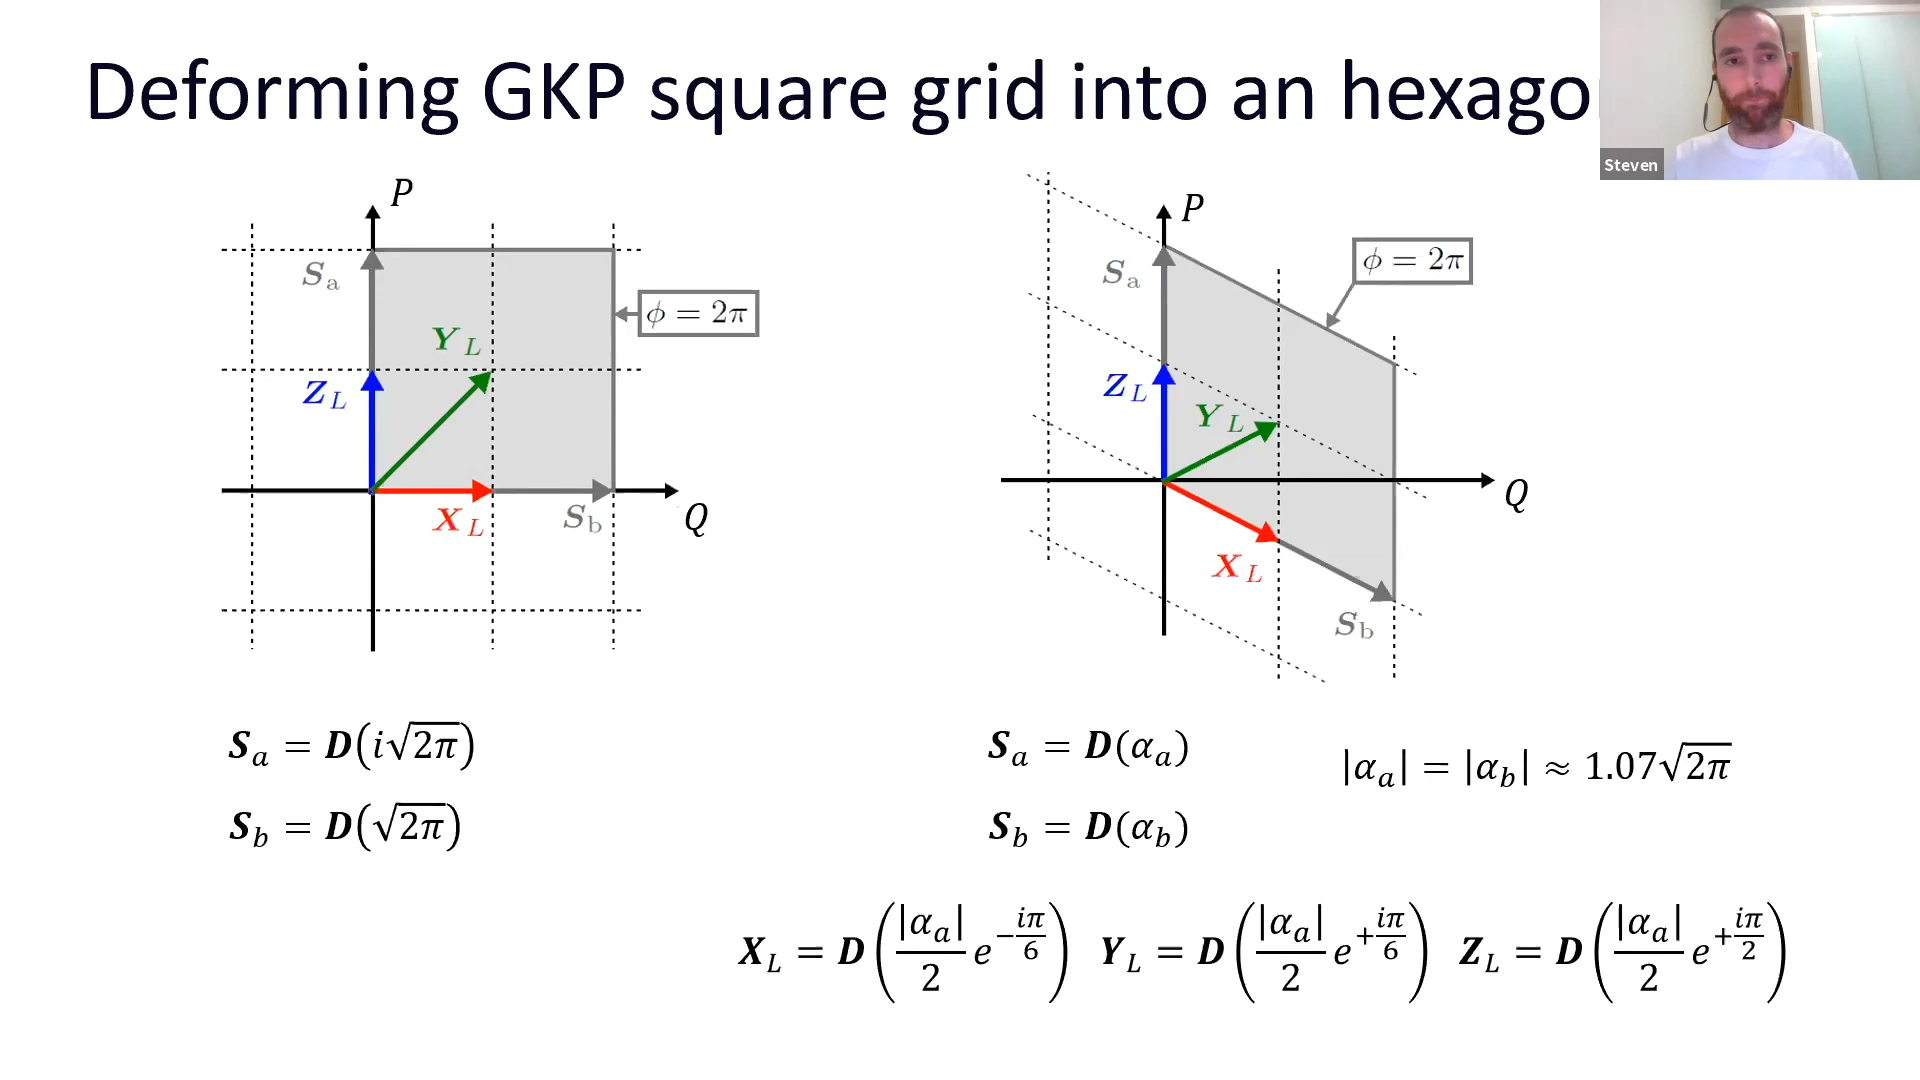 Deforming GKP square grid into an hexago
Steven
P
S_a
φ = 2π
Y_L
Z_L
X_L
S_b
Q
P
φ = 2π
S_a
Z_L
Y_L
Q
X_L
S_b
S_a = D(i√2π)
S_b = D(√2π)
S_a = D(α_a)
|α_a| = |α_b| ≈ 1.07√2π
S_b = D(α_b)
X_L = D(|α_a|/2 e^{-iπ/6}) Y_L = D(|α_a|/2 e^{+iπ/6}) Z_L = D(|α_a|/2 e^{+iπ/2})